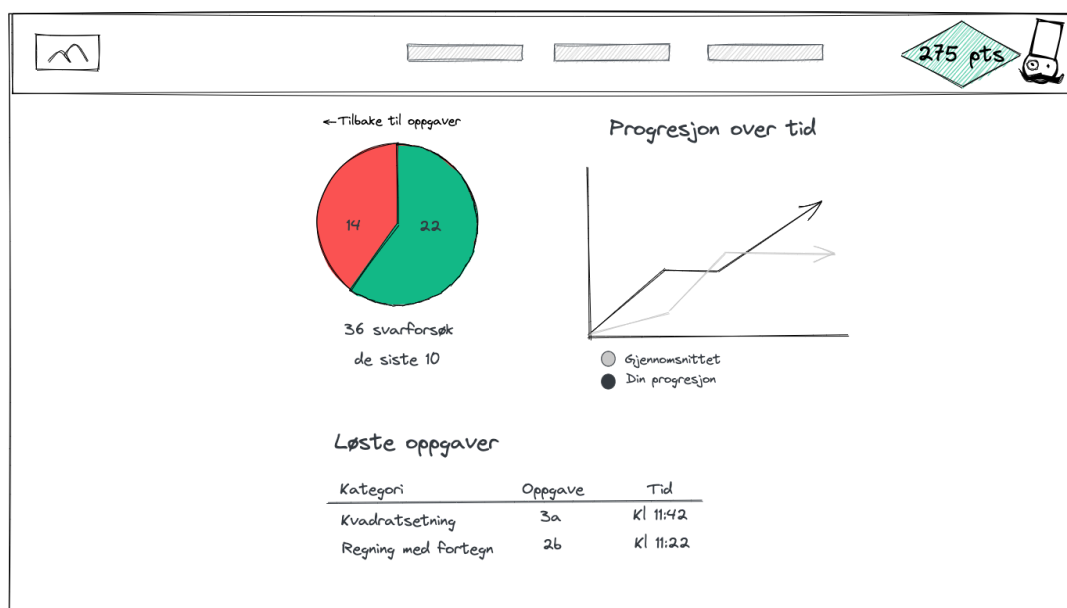 275 pts
←Tilbake til oppgaver
14
22
36 svarforsøk
de siste 10
Progresjon over tid
Gjennomsnittet
Din progresjon
Løste oppgaver
Kategori Oppgave Tid
Kvadratsetning 3a Kl 11:42
Regning med fortegn 2b Kl 11:22